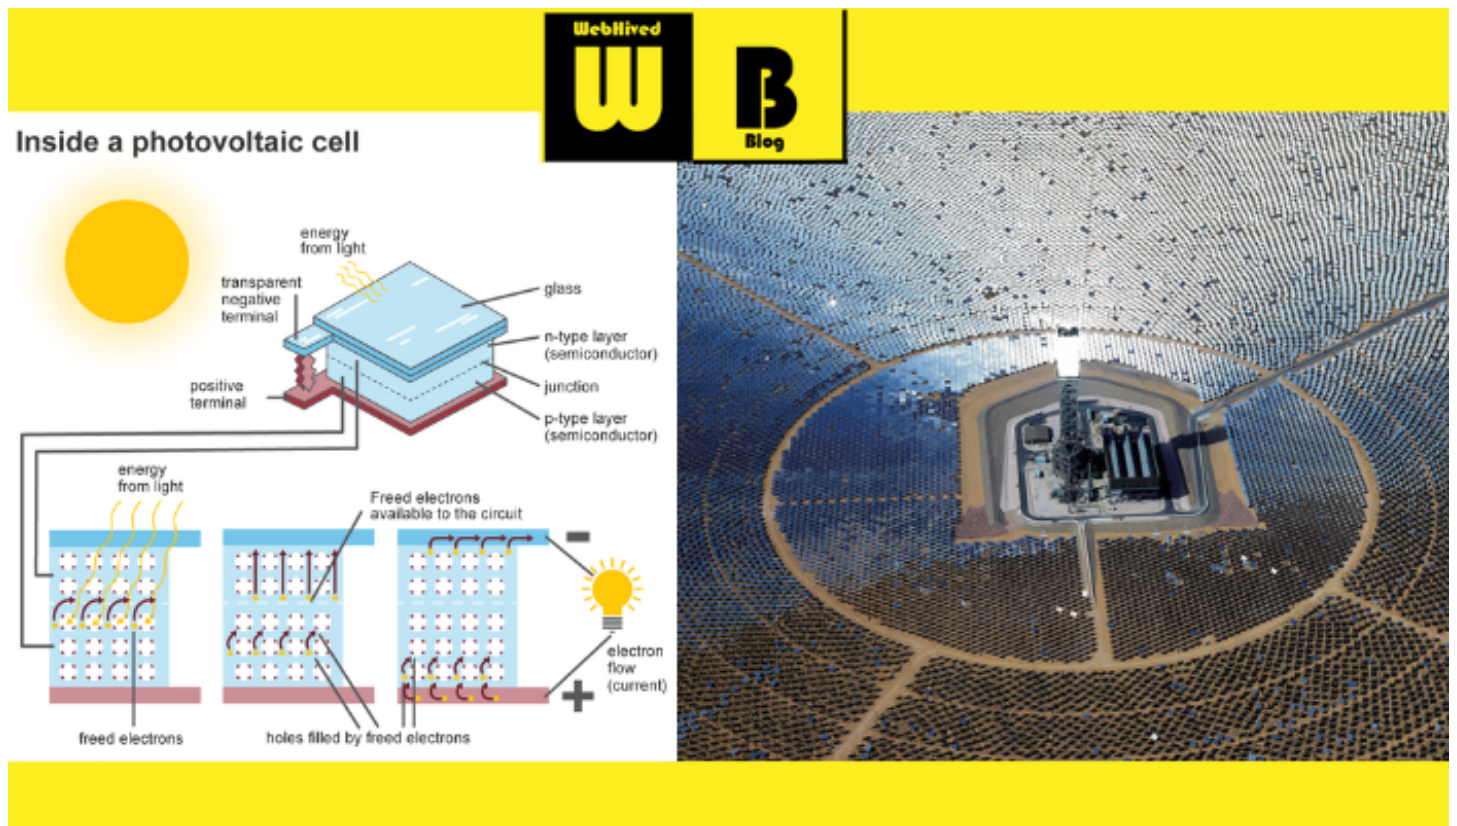 WebHived
W
B
Blog
Inside a photovoltaic cell
energy
from light
transparent
negative
terminal
glass
n-type layer
(semiconductor)
junction
positive
terminal
p-type layer
(semiconductor)
energy
from light
Freed electrons
available to the circuit
electron
flow
(current)
freed electrons
holes filled by freed electrons